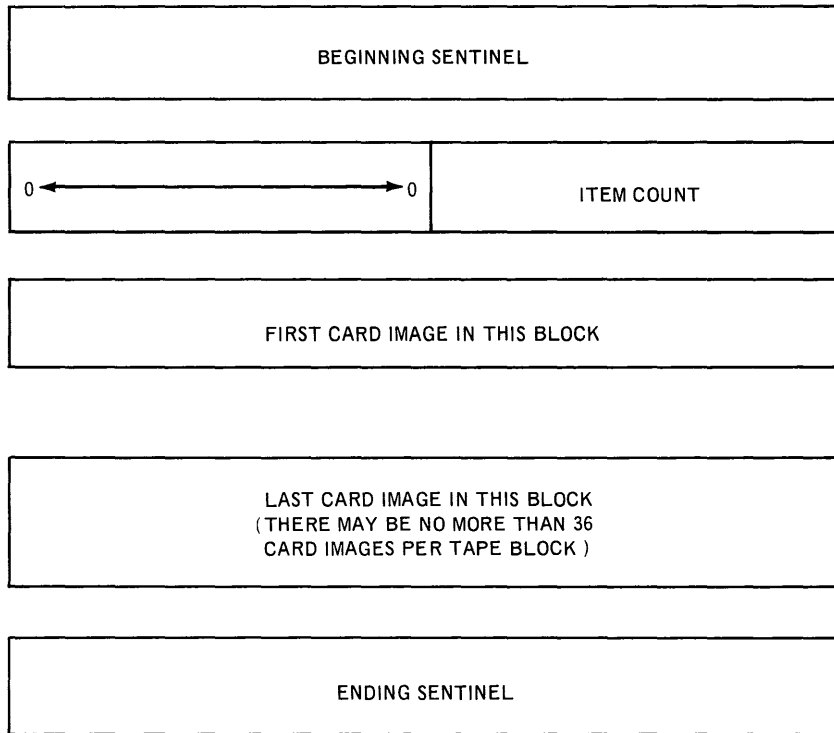 BEGINNING SENTINEL
0 0 ITEM COUNT
FIRST CARD IMAGE IN THIS BLOCK
LAST CARD IMAGE IN THIS BLOCK
(THERE MAY BE NO MORE THAN 36
CARD IMAGES PER TAPE BLOCK)
ENDING SENTINEL